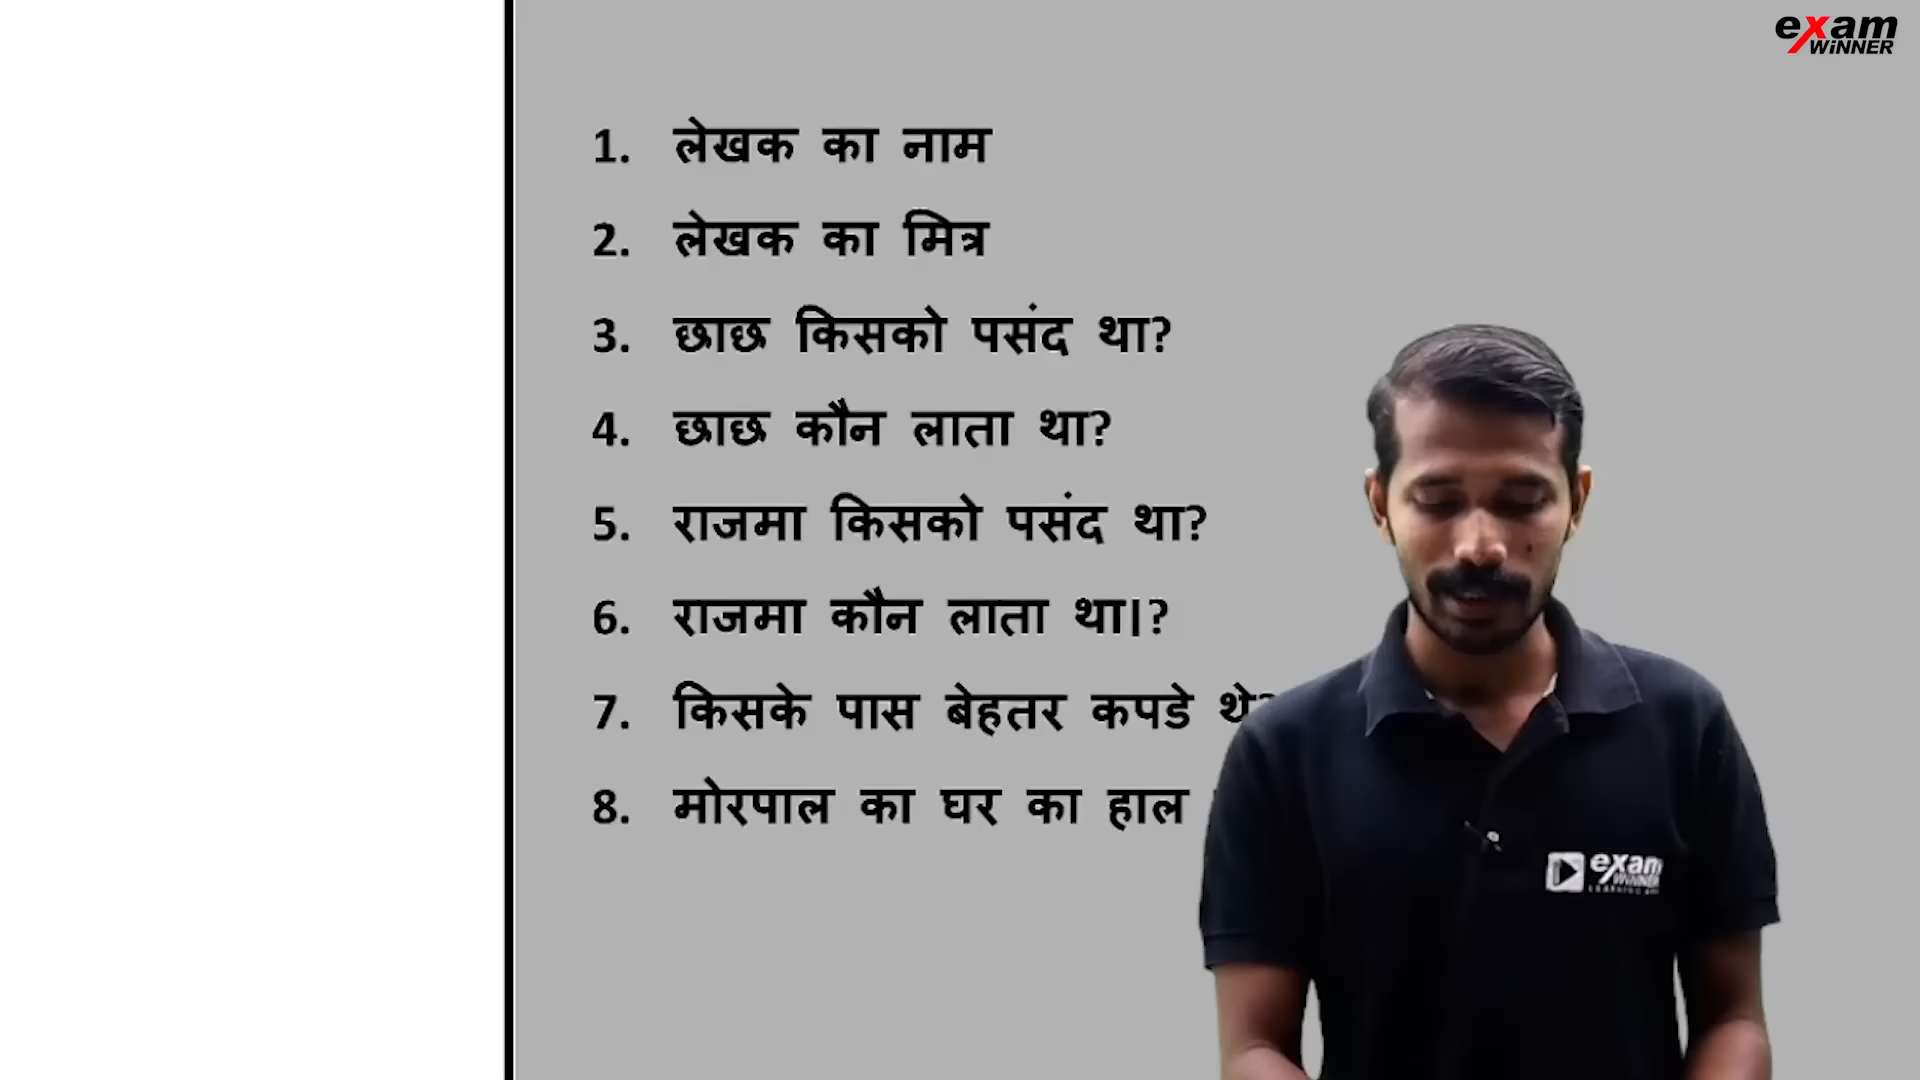 exam
WiNNER
1. लेखक का नाम
2. लेखक का मित्र
3. छाछ किसको पसंद था?
4. छाछ कौन लाता था?
5. राजमा किसको पसंद था?
6. राजमा कौन लाता था।?
7. किसके पास बेहतर कपडे थे?
8. मोरपाल का घर का हाल
exam
WiNNER